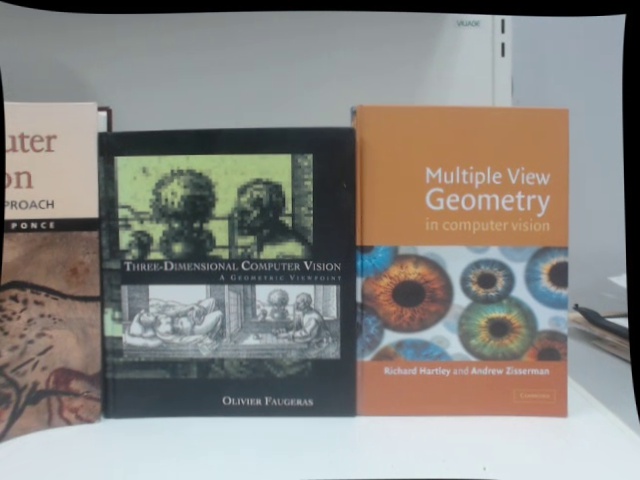 uter
on
PROACH
PONCE
THREE-DIMENSIONAL COMPUTER VISION
A GEOMETRIC VIEWPOINT
OLIVIER FAUGERAS
Multiple View
Geometry
in computer vision
Richard Hartley and Andrew Zisserman
CAMBRIDGE